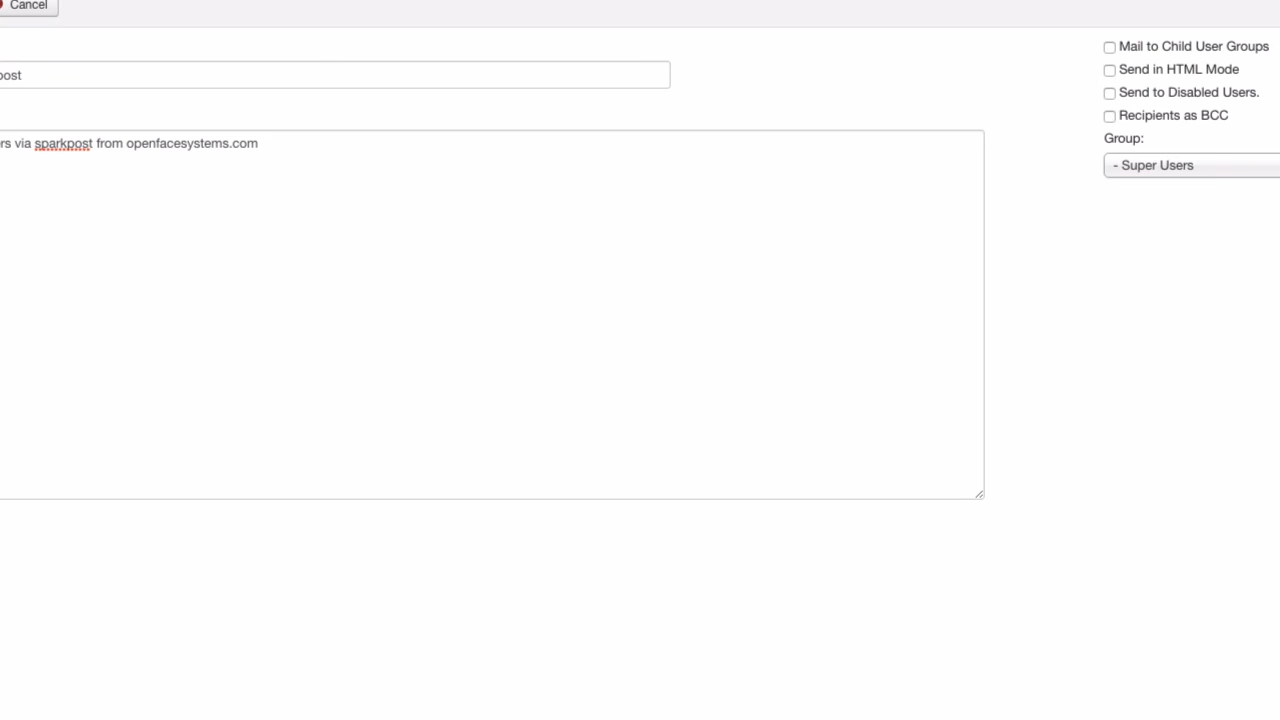 Cancel
Mail to Child User Groups
post
Send in HTML Mode
Send to Disabled Users.
Recipients as BCC
Group:
rs via sparkpost from openfacesystems.com
- Super Users